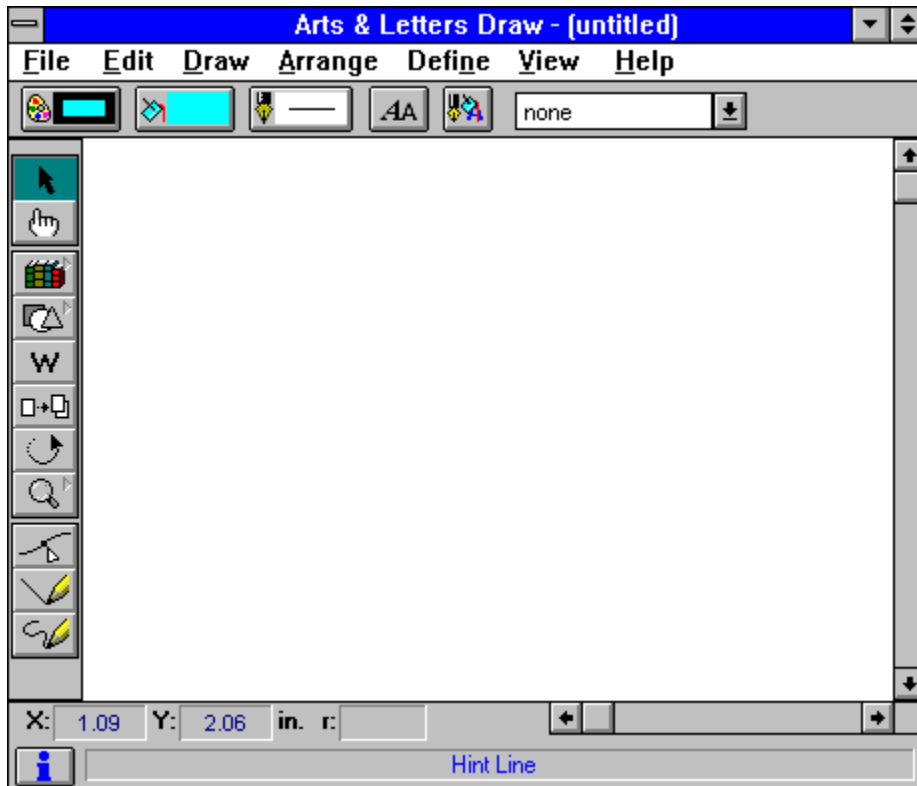 Arts & Letters Draw - (untitled)
File Edit Draw Arrange Define View Help
AA A none
W
X: 1.09 Y: 2.06 in. r:
i Hint Line